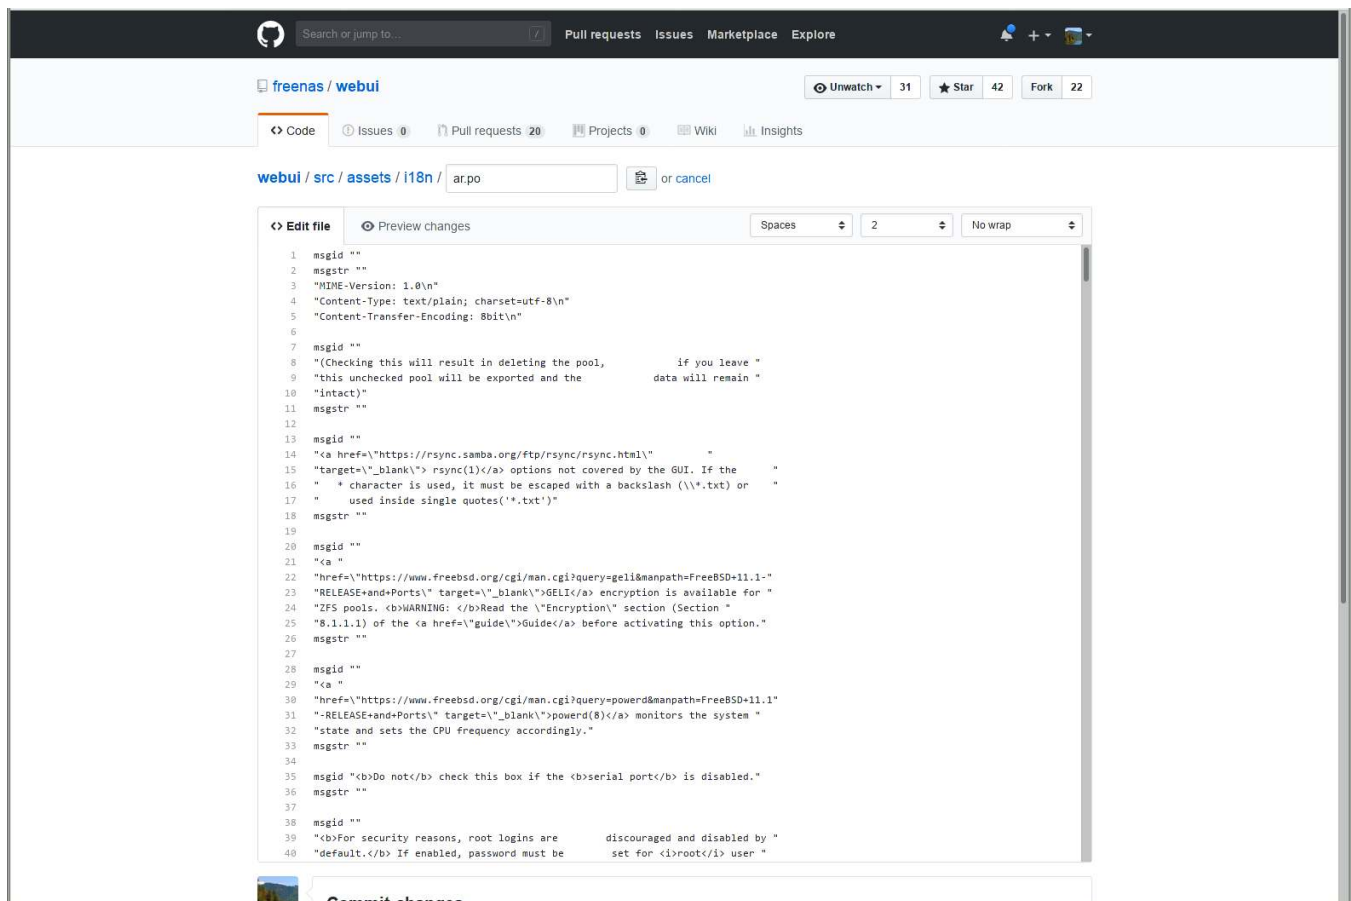 Search or jump to... / Pull requests Issues Marketplace Explore
freenas / webui Unwatch 31 Star 42 Fork 22
<> Code Issues 0 Pull requests 20 Projects 0 Wiki Insights
webui / src / assets / i18n / ar.po or cancel
<> Edit file Preview changes Spaces 2 No wrap
1 msgid ""
2 msgstr ""
3 "MIME-Version: 1.0\n"
4 "Content-Type: text/plain; charset=utf-8\n"
5 "Content-Transfer-Encoding: 8bit\n"
6
7 msgid ""
8 "(Checking this will result in deleting the pool,            if you leave "
9 "this unchecked pool will be exported and the            data will remain "
10 "intact)"
11 msgstr ""
12
13 msgid ""
14 "<a href=\"https://rsync.samba.org/ftp/rsync/rsync.html\"         "
15 "target=\"_blank\"> rsync(1)</a> options not covered by the GUI. If the      "
16 "   * character is used, it must be escaped with a backslash (\\*.txt) or    "
17 "     used inside single quotes('*.txt')"
18 msgstr ""
19
20 msgid ""
21 "<a "
22 "href=\"https://www.freebsd.org/cgi/man.cgi?query=geli&manpath=FreeBSD+11.1-"
23 "RELEASE+and+Ports\" target=\"_blank\">GELI</a> encryption is available for "
24 "ZFS pools. <b>WARNING: </b>Read the \"Encryption\" section (Section "
25 "8.1.1.1) of the <a href=\"guide\">Guide</a> before activating this option."
26 msgstr ""
27
28 msgid ""
29 "<a "
30 "href=\"https://www.freebsd.org/cgi/man.cgi?query=powerd&manpath=FreeBSD+11.1"
31 "-RELEASE+and+Ports\" target=\"_blank\">powerd(8)</a> monitors the system "
32 "state and sets the CPU frequency accordingly."
33 msgstr ""
34
35 msgid "<b>Do not</b> check this box if the <b>serial port</b> is disabled."
36 msgstr ""
37
38 msgid ""
39 "<b>For security reasons, root logins are        discouraged and disabled by "
40 "default.</b> If enabled, password must be        set for <i>root</i> user "
Commit changes